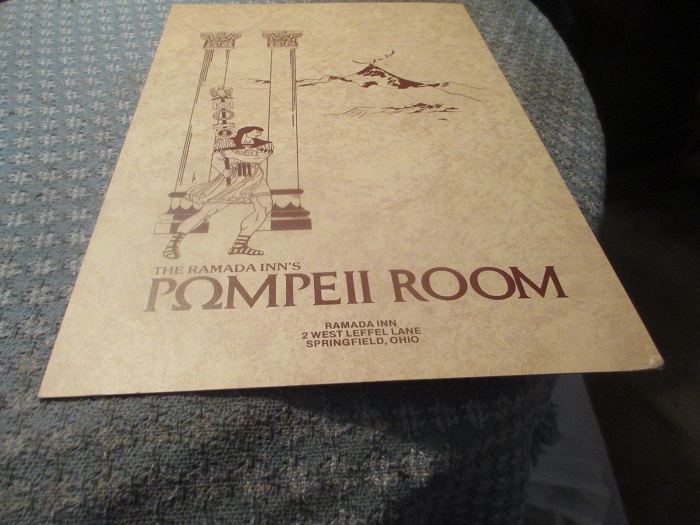 THE RAMADA INN'S
PΩMPEII ROOM
RAMADA INN
2 WEST LEFFEL LANE
SPRINGFIELD, OHIO